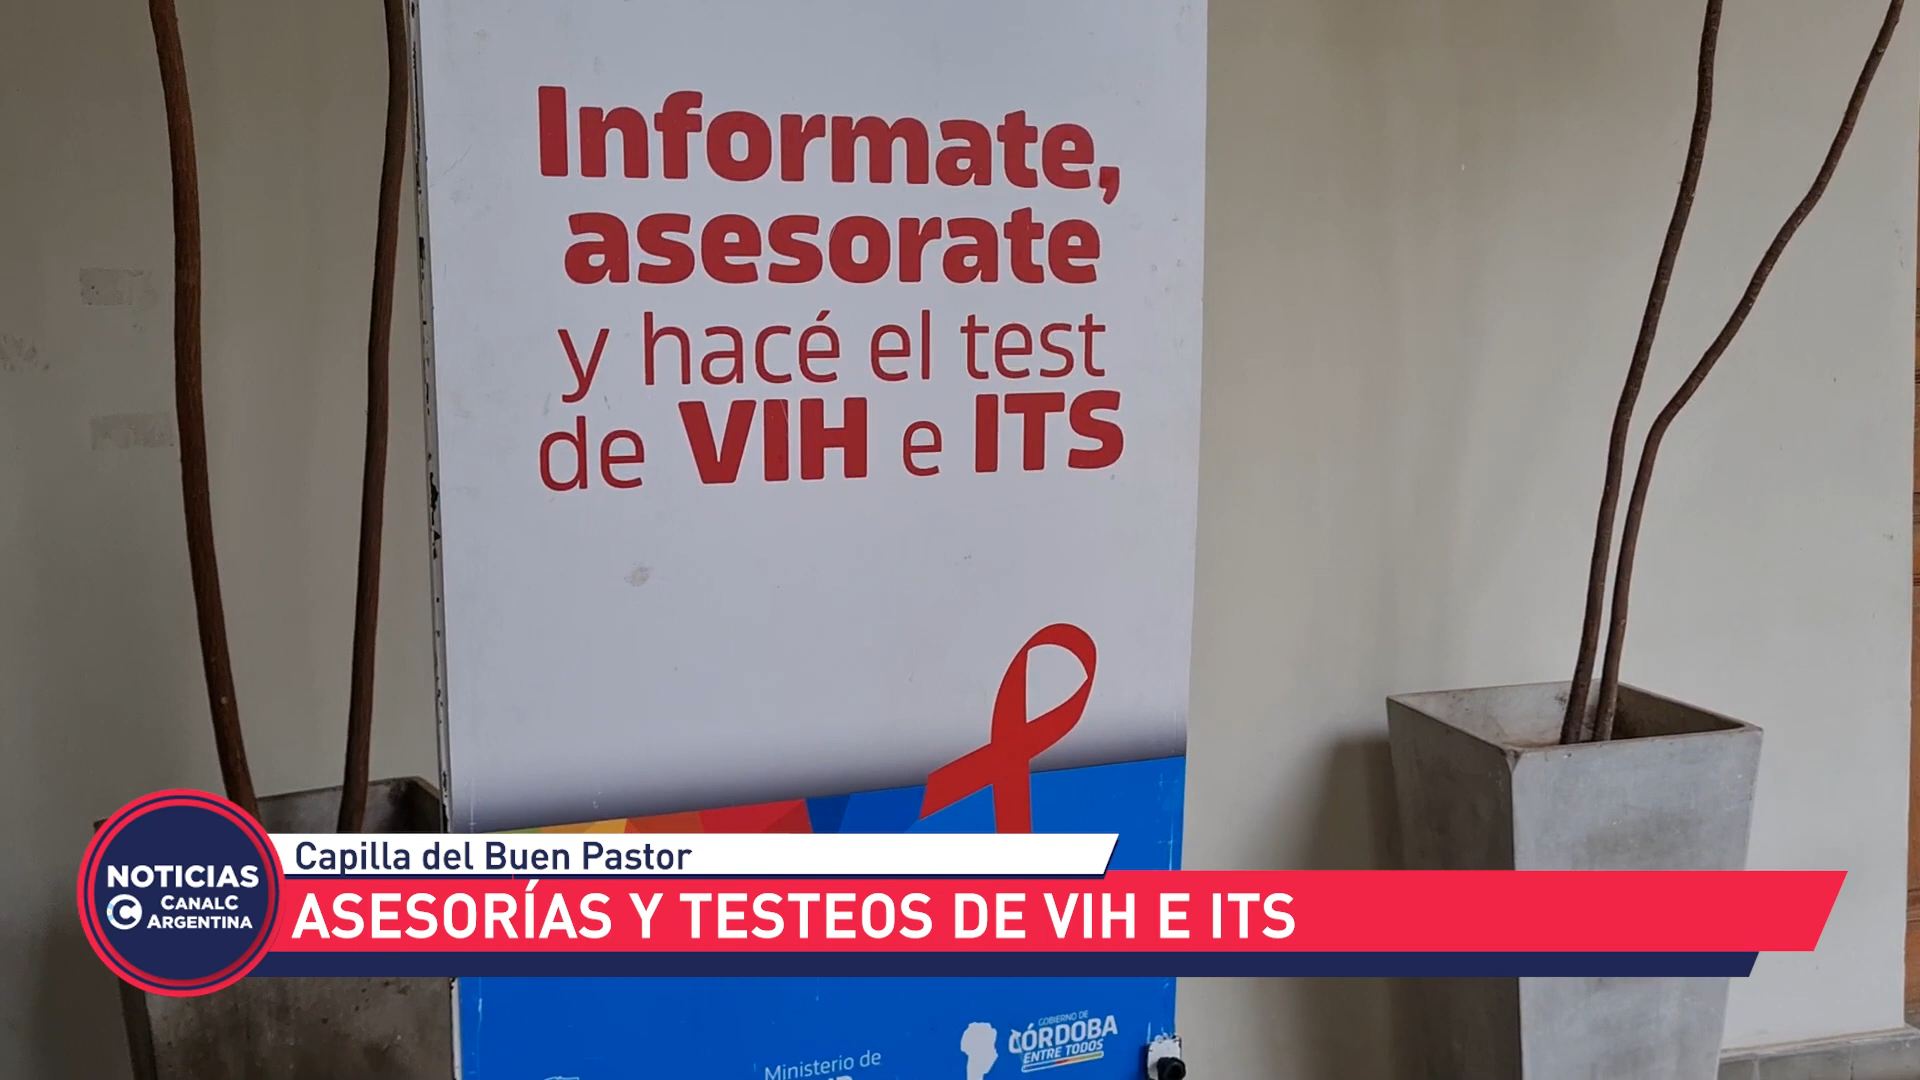 Informate,
asesorate
y hacé el test
de VIH e ITS
Capilla del Buen Pastor
NOTICIAS
CANALC
ARGENTINA
ASESORÍAS Y TESTEOS DE VIH E ITS
GOBIERNO DE
CÓRDOBA
ENTRE TODOS
Ministerio de